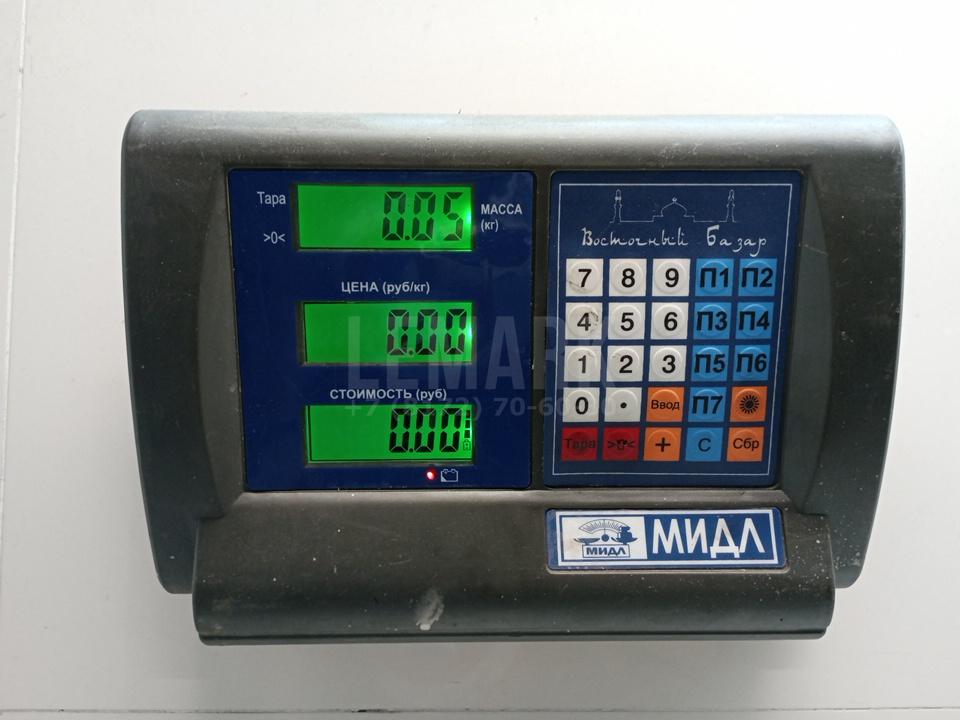 Тара
0.05
МАССА
(кг)
>0<
ЦЕНА (руб/кг)
0.00
СТОИМОСТЬ (руб)
0.00
Восточный Базар
7 8 9 П1 П2
4 5 6 П3 П4
1 2 3 П5 П6
0 . Ввод П7
Тара >0< + С Сбр
МИДЛ
МИДЛ
LEMARK